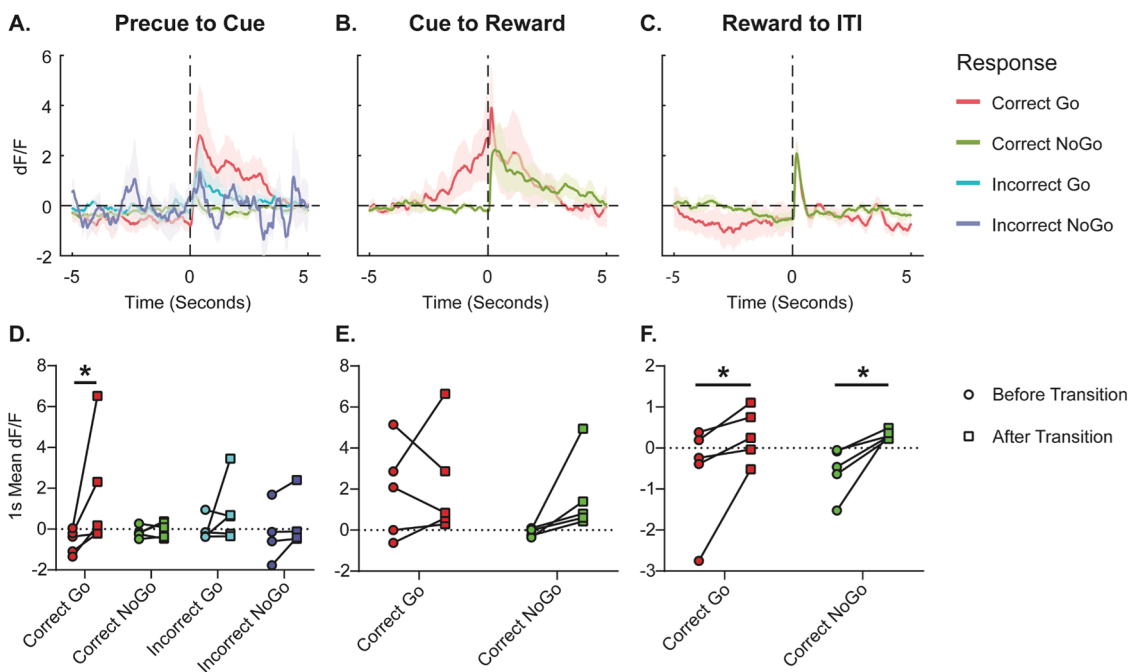 A. Precue to Cue
B. Cue to Reward
C. Reward to ITI
6
4
2
0
-2
dF/F
-5 0 5
Time (Seconds)
-5 0 5
Time (Seconds)
-5 0 5
Time (Seconds)
Response
Correct Go
Correct NoGo
Incorrect Go
Incorrect NoGo
D.
8
6
4
2
0
-2
1s Mean dF/F
*
Correct Go
Correct NoGo
Incorrect Go
Incorrect NoGo
E.
8
6
4
2
0
-2
Correct Go
Correct NoGo
F.
2
1
0
-1
-2
-3
*
*
Correct Go
Correct NoGo
Before Transition
After Transition